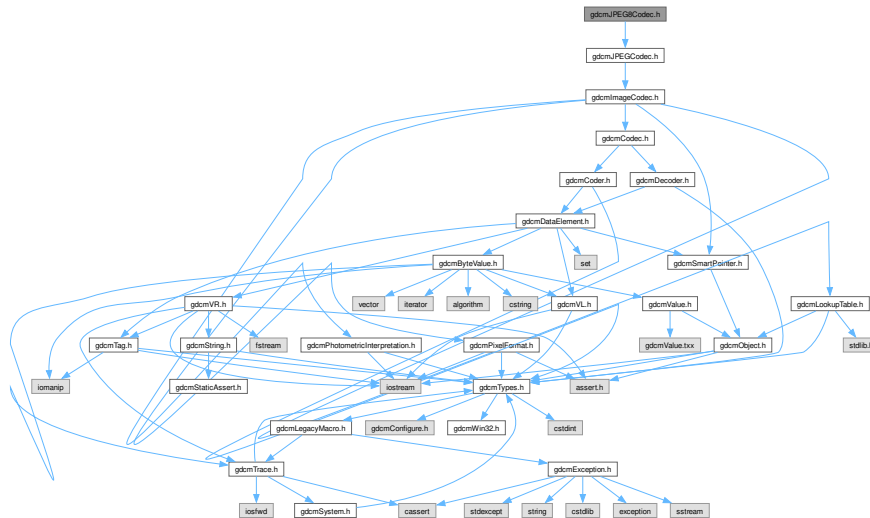 gdcmJPEG8Codec.h
gdcmJPEGCodec.h
gdcmImageCodec.h
gdcmCodec.h
gdcmCoder.h
gdcmDecoder.h
gdcmDataElement.h
gdcmByteValue.h
set
gdcmSmartPointer.h
gdcmVR.h
vector
iterator
algorithm
cstring
gdcmVL.h
gdcmValue.h
gdcmLookupTable.h
gdcmTag.h
gdcmString.h
fstream
gdcmPhotometricInterpretation.h
gdcmPixelFormat.h
gdcmValue.txx
gdcmObject.h
stdlib.h
iomanip
gdcmStaticAssert.h
iostream
gdcmTypes.h
assert.h
gdcmLegacyMacro.h
gdcmConfigure.h
gdcmWin32.h
cstdint
gdcmTrace.h
gdcmException.h
iosfwd
gdcmSystem.h
cassert
stdexcept
string
cstdlib
exception
sstream